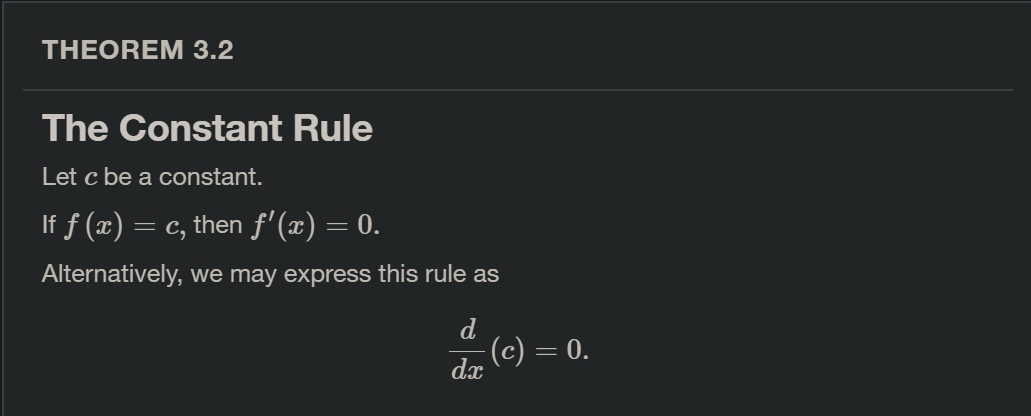 THEOREM 3.2
The Constant Rule
Let c be a constant.
If f (x) = c, then f′(x) = 0.
Alternatively, we may express this rule as
d/dx (c) = 0.